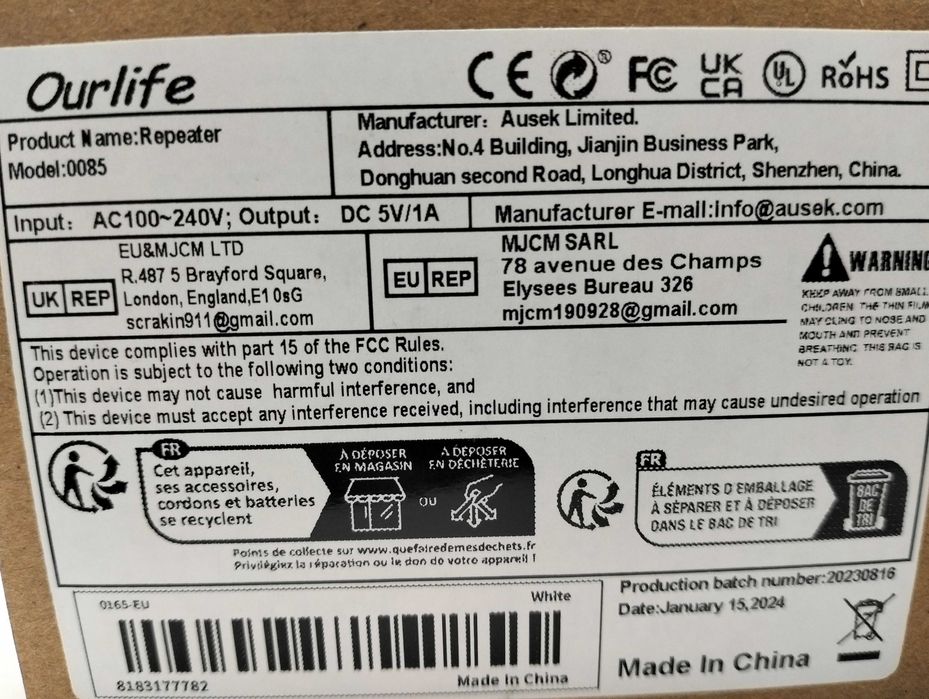 Ourlife
CE ® FC UK CA UL RoHS
Product Name:Repeater
Model:0085
Manufacturer: Ausek Limited.
Address:No.4 Building, Jianjin Business Park,
Donghuan second Road, Longhua District, Shenzhen, China.
Input: AC100~240V; Output: DC 5V/1A
Manufacturer E-mall:Info@ausek.com
UK REP
EU&MJCM LTD
R.487 5 Brayford Square,
London, England,E1 0sG
scrakin911@gmail.com
EU REP
MJCM SARL
78 avenue des Champs
Elysees Bureau 326
mjcm190928@gmail.com
WARNING
KEEP AWAY FROM SMALL
CHILDREN THE THIN FILM
MAY CLING TO NOSE AND
MOUTH AND PREVENT
BREATHING THIS BAG IS
NOT A TOY.
This device complies with part 15 of the FCC Rules.
Operation is subject to the following two conditions:
(1)This device may not cause harmful interference, and
(2) This device must accept any interference received, including interference that may cause undesired operation
FR
Cet appareil,
ses accessoires,
cordons et batteries
se recyclent
À DÉPOSER
EN MAGASIN
OU
À DÉPOSER
EN DÉCHÈTERIE
Points de collecte sur www.quefairedemesdechets.fr
Privilégiez la réparation ou le don de votre appareil !
FR
ÉLÉMENTS D EMBALLAGE
À SÉPARER ET À DÉPOSER
DANS LE BAC DE TRI
BAC
DE
TRI
0165-EU
White
8183177782
Made In China
Production batch number:20230816
Date:January 15,2024
Made In China